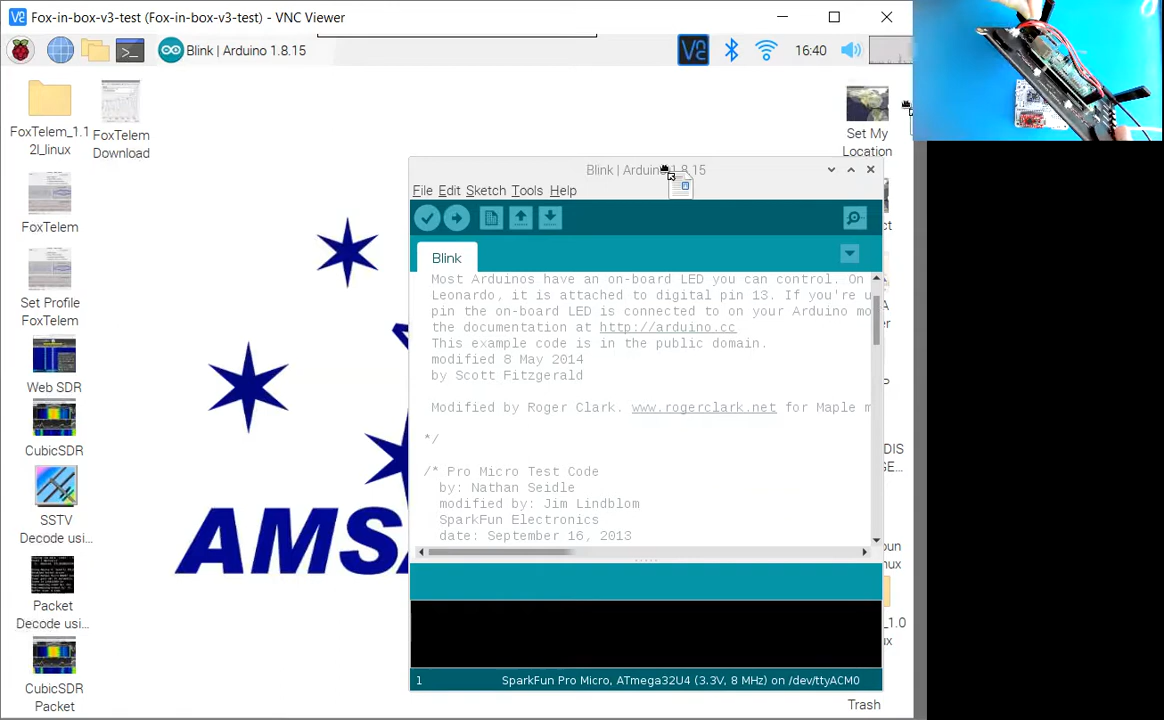 Fox-in-box-v3-test (Fox-in-box-v3-test) - VNC Viewer
Blink | Arduino 1.8.15
16:40
FoxTelem_1.1
2l_linux
FoxTelem
Download
FoxTelem
Set Profile
FoxTelem
Web SDR
CubicSDR
SSTV
Decode usi...
Packet
Decode usi...
CubicSDR
Packet
Set My
Location
AMS
Blink | Arduino 1.8.15
File Edit Sketch Tools Help
Blink
Most Arduinos have an on-board LED you can control. On
Leonardo, it is attached to digital pin 13. If you're u
pin the on-board LED is connected to on your Arduino mo
the documentation at http://arduino.cc
This example code is in the public domain.
modified 8 May 2014
by Scott Fitzgerald
Modified by Roger Clark. www.rogerclark.net for Maple m
*/
/* Pro Micro Test Code
by: Nathan Seidle
modified by: Jim Lindblom
SparkFun Electronics
date: September 16, 2013
1 SparkFun Pro Micro, ATmega32U4 (3.3V, 8 MHz) on /dev/ttyACM0
Trash